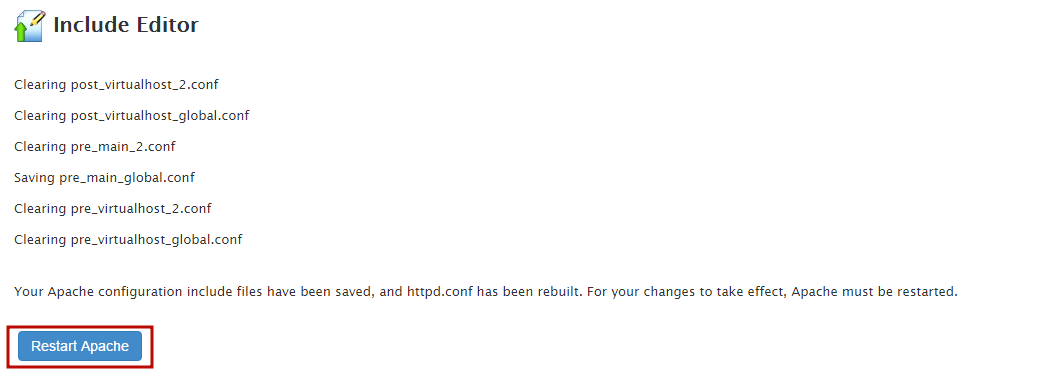 Include Editor
Clearing post_virtualhost_2.conf
Clearing post_virtualhost_global.conf
Clearing pre_main_2.conf
Saving pre_main_global.conf
Clearing pre_virtualhost_2.conf
Clearing pre_virtualhost_global.conf
Your Apache configuration include files have been saved, and httpd.conf has been rebuilt. For your changes to take effect, Apache must be restarted.
Restart Apache